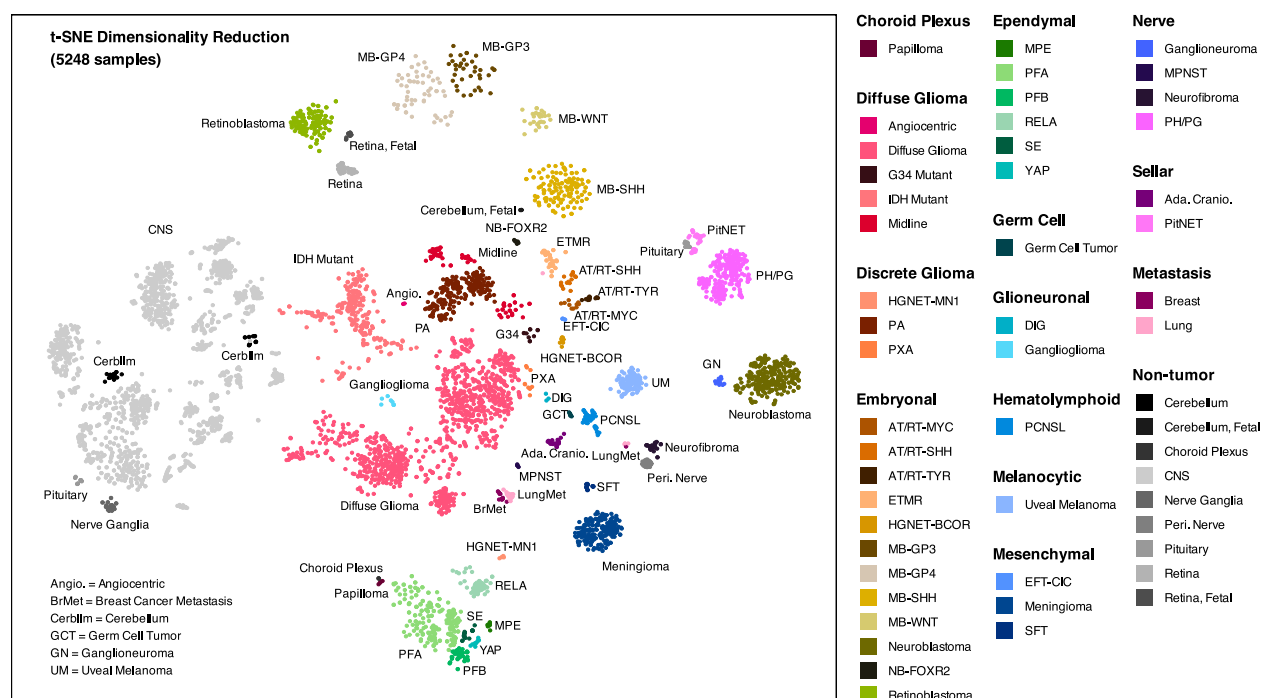 t-SNE Dimensionality Reduction
(5248 samples)
MB-GP3
MB-GP4
Retinoblastoma
MB-WNT
Retina, Fetal
Retina
MB-SHH
Cerebellum, Fetal
CNS
NB-FOXR2
PitNET
ETMR
Pituitary
IDH Mutant
Midline
AT/RT-SHH
PH/PG
Angio.
AT/RT-TYR
AT/RT-MYC
PA
G34
EFT-CIC
Cerbllm
Cerbllm
HGNET-BCOR
GN
Ganglioglioma
PXA
UM
DIG
Neuroblastoma
GCT
PCNSL
Ada. Cranio.
LungMet
Neurofibroma
MPNST
Peri. Nerve
Pituitary
SFT
Diffuse Glioma
LungMet
BrMet
Nerve Ganglia
HGNET-MN1
Meningioma
Choroid Plexus
Papilloma
RELA
SE
MPE
PFA
YAP
PFB
Angio. = Angiocentric
BrMet = Breast Cancer Metastasis
Cerbllm = Cerebellum
GCT = Germ Cell Tumor
GN = Ganglioneuroma
UM = Uveal Melanoma
Choroid Plexus
Papilloma
Diffuse Glioma
Angiocentric
Diffuse Glioma
G34 Mutant
IDH Mutant
Midline
Discrete Glioma
HGNET-MN1
PA
PXA
Embryonal
AT/RT-MYC
AT/RT-SHH
AT/RT-TYR
ETMR
HGNET-BCOR
MB-GP3
MB-GP4
MB-SHH
MB-WNT
Neuroblastoma
NB-FOXR2
Retinoblastoma
Ependymal
MPE
PFA
PFB
RELA
SE
YAP
Germ Cell
Germ Cell Tumor
Glioneuronal
DIG
Ganglioglioma
Hematolymphoid
PCNSL
Melanocytic
Uveal Melanoma
Mesenchymal
EFT-CIC
Meningioma
SFT
Nerve
Ganglioneuroma
MPNST
Neurofibroma
PH/PG
Sellar
Ada. Cranio.
PitNET
Metastasis
Breast
Lung
Non-tumor
Cerebellum
Cerebellum, Fetal
Choroid Plexus
CNS
Nerve Ganglia
Peri. Nerve
Pituitary
Retina
Retina, Fetal